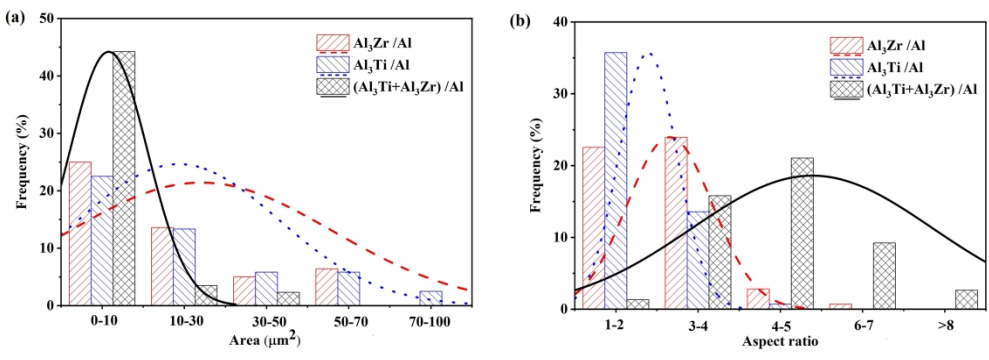 (a)
50
40
30
20
10
0
Frequency (%)
Al₃Zr /Al
Al₃Ti /Al
(Al₃Ti+Al₃Zr) /Al
0-10 10-30 30-50 50-70 70-100
Area (μm²)
(b)
40
30
20
10
0
Frequency (%)
Al₃Zr /Al
Al₃Ti /Al
(Al₃Ti+Al₃Zr) /Al
1-2 3-4 4-5 6-7 >8
Aspect ratio